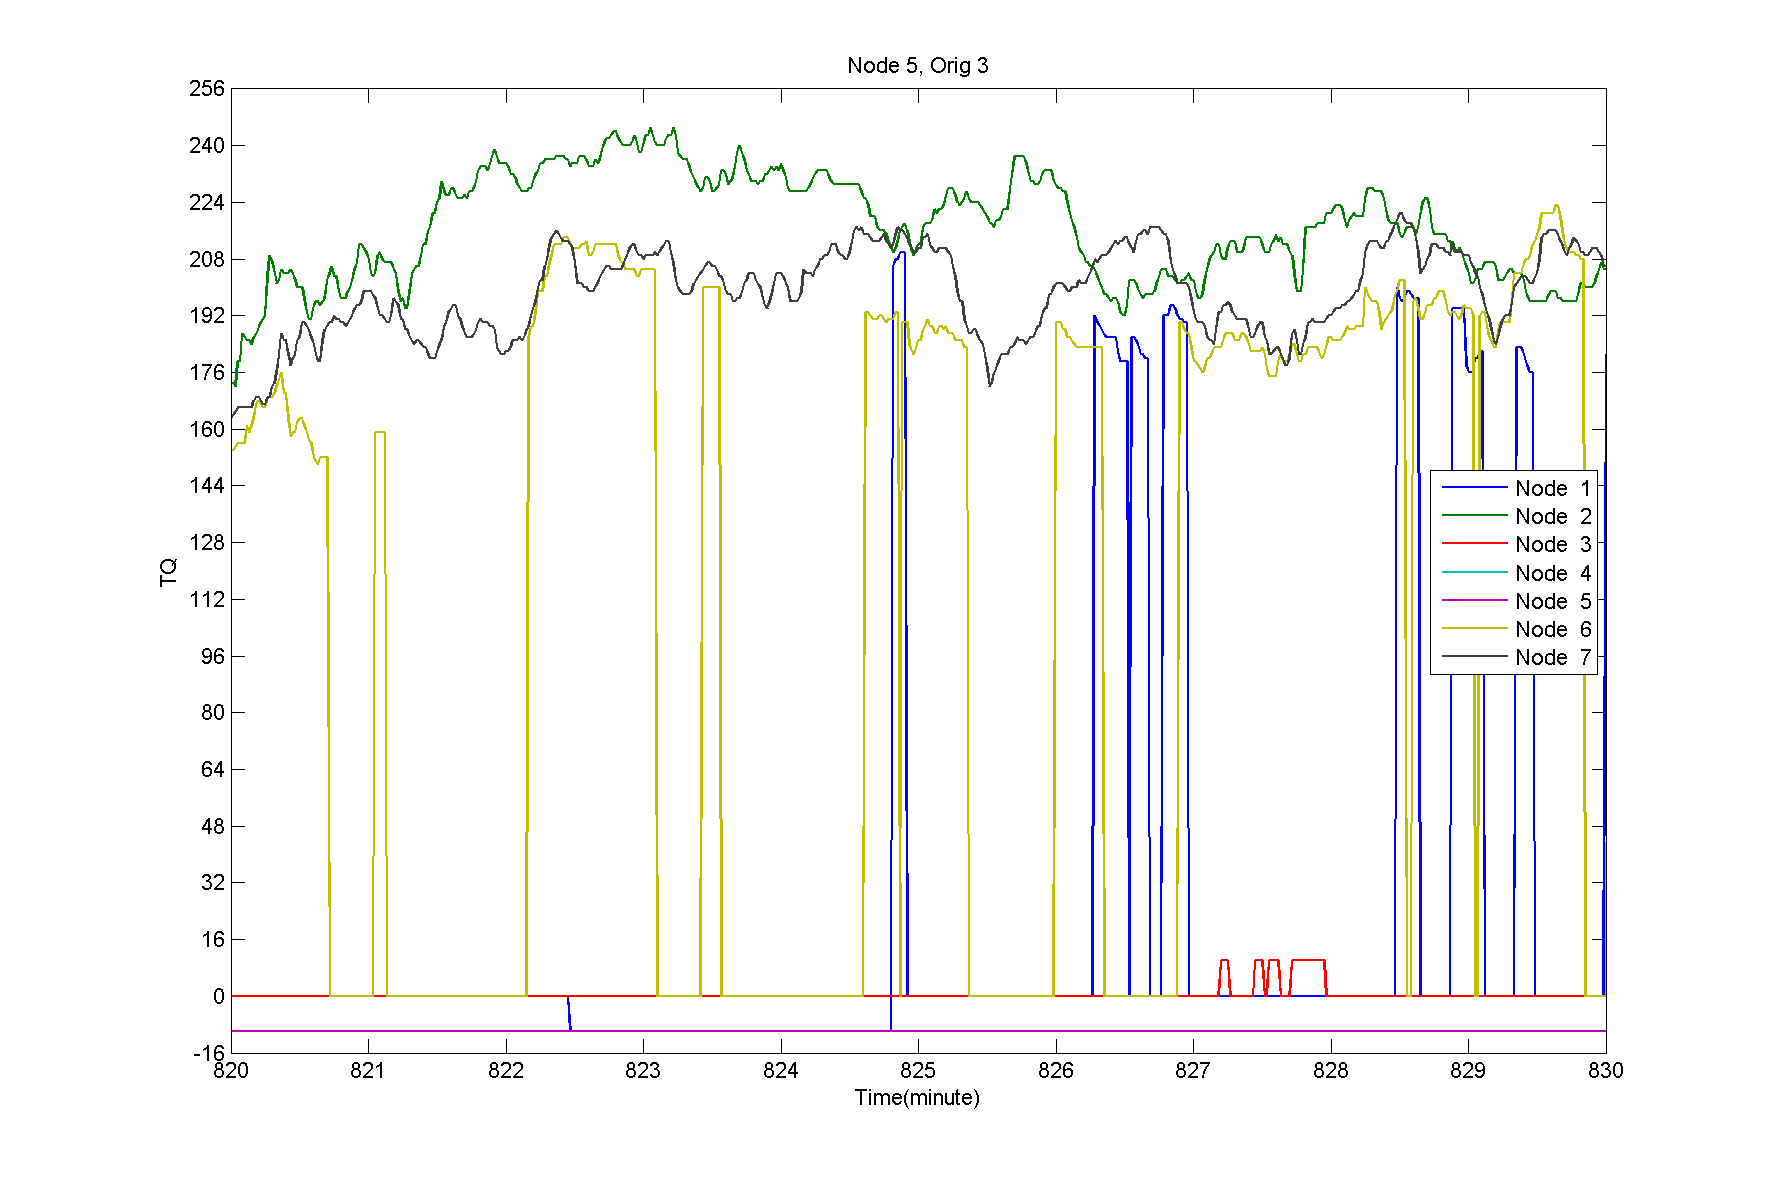 Node 5, Orig 3
256
240
224
208
192
176
160
144
128
112
96
80
64
48
32
16
0
-16
TQ
Node 1
Node 2
Node 3
Node 4
Node 5
Node 6
Node 7
820 821 822 823 824 825 826 827 828 829 830
Time(minute)